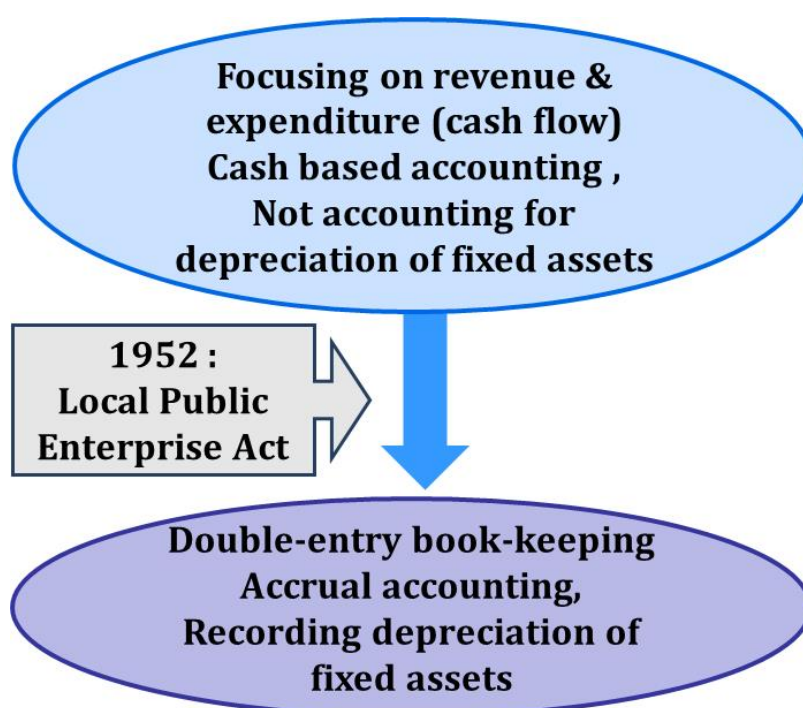 Focusing on revenue &
expenditure (cash flow)
Cash based accounting ,
Not accounting for
depreciation of fixed assets
1952 :
Local Public
Enterprise Act
Double-entry book-keeping
Accrual accounting,
Recording depreciation of
fixed assets